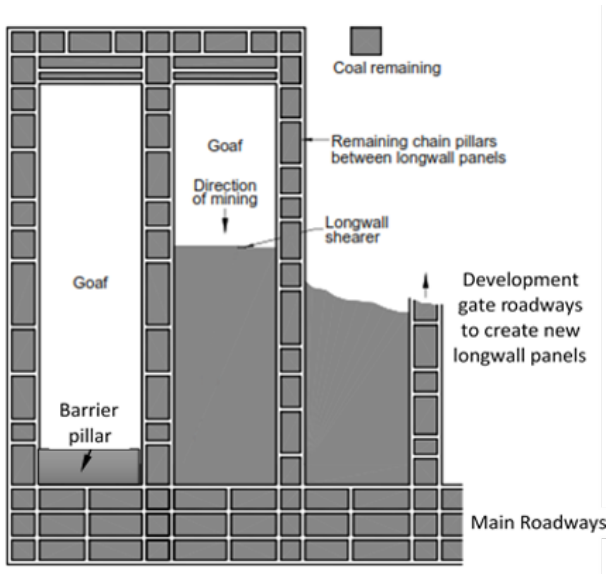 Coal remaining
Remaining chain pillars
between longwall panels
Goaf
Direction
of mining
Longwall
shearer
Goaf
Development
gate roadways
to create new
longwall panels
Barrier
pillar
Main Roadways